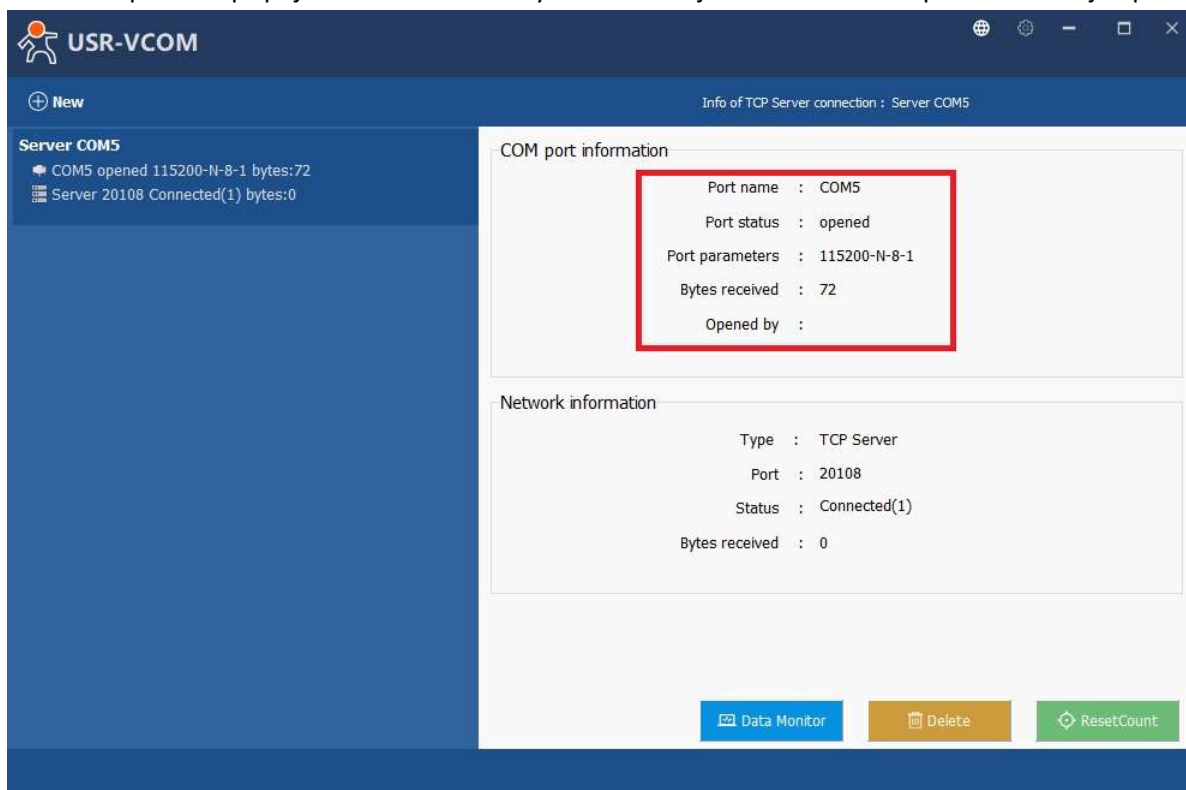 USR-VCOM
New
Info of TCP Server connection : Server COM5
Server COM5
COM5 opened 115200-N-8-1 bytes:72
Server 20108 Connected(1) bytes:0
COM port information
Port name : COM5
Port status : opened
Port parameters : 115200-N-8-1
Bytes received : 72
Opened by :
Network information
Type : TCP Server
Port : 20108
Status : Connected(1)
Bytes received : 0
Data Monitor
Delete
ResetCount